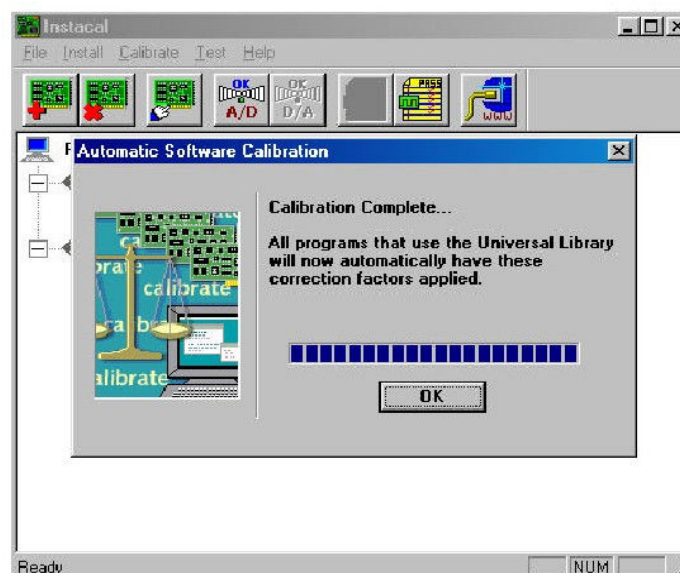 Instacal
File Install Calibrate Test Help
OK OK PASS
A/D D/A WWW
Automatic Software Calibration
Calibration Complete...
All programs that use the Universal Library
will now automatically have these
correction factors applied.
brate
calibrate
alibrate
OK
Ready NUM